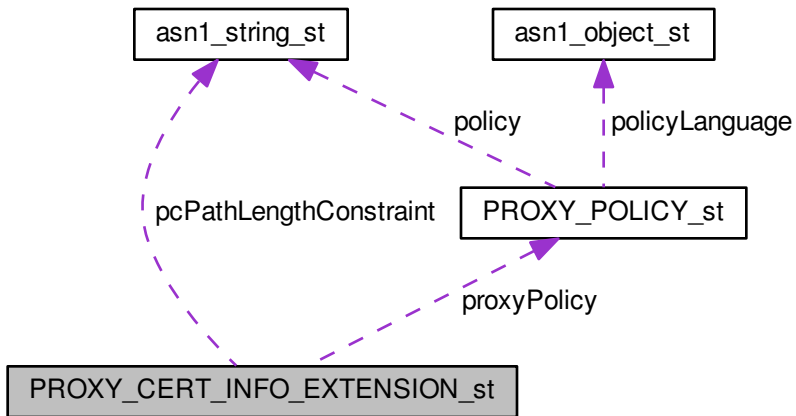 asn1_string_st
asn1_object_st
policy
policyLanguage
pcPathLengthConstraint
PROXY_POLICY_st
proxyPolicy
PROXY_CERT_INFO_EXTENSION_st